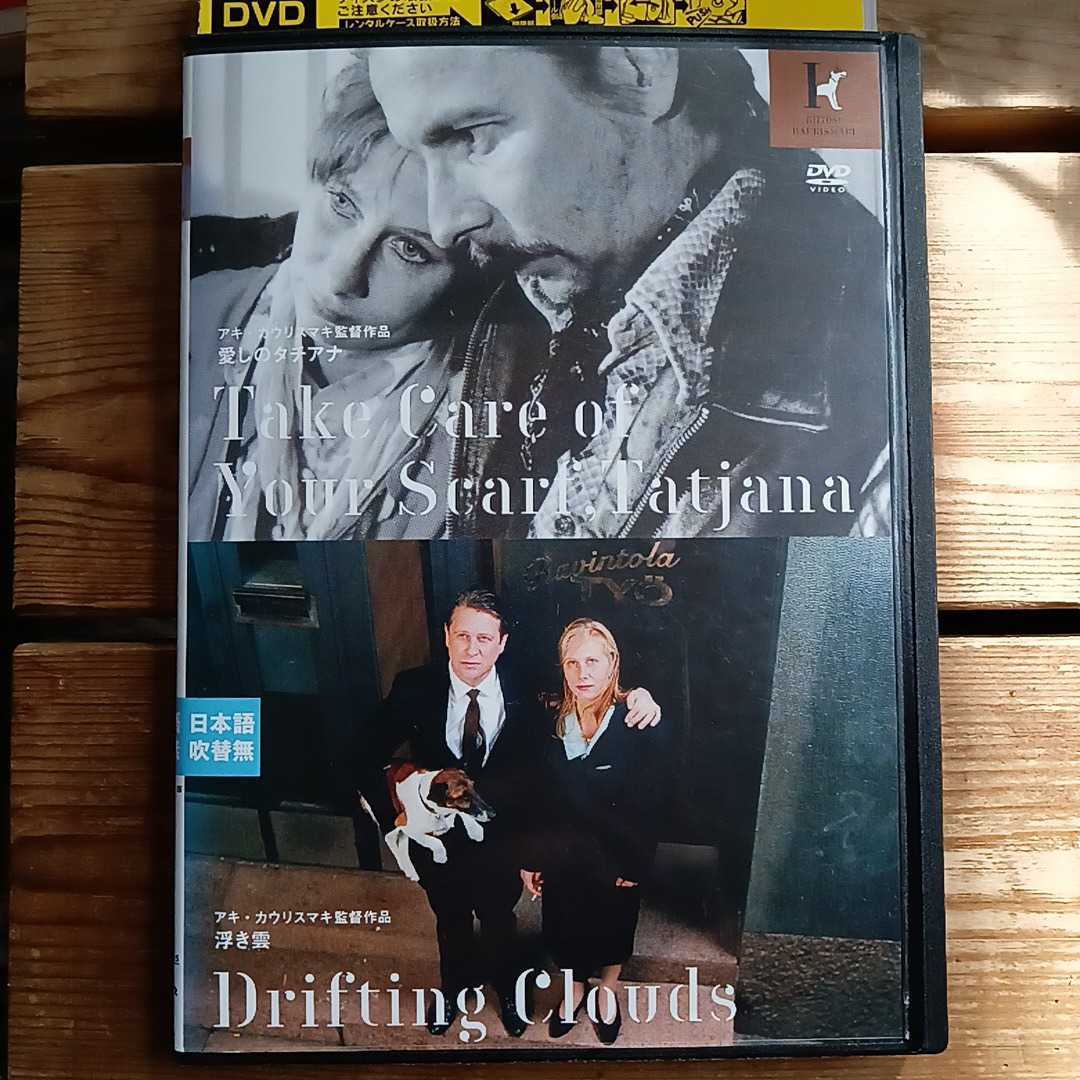 DVD
ご注意ください
レンタルケース取扱方法
K
KAURISMAKI
DVD
VIDEO
アキ・カウリスマキ監督作品
愛しのタチアナ
Take Care of
Your Scarf, Tatjana
Ravintola
TYÖ
日本語
吹替無
アキ・カウリスマキ監督作品
浮き雲
Drifting Clouds